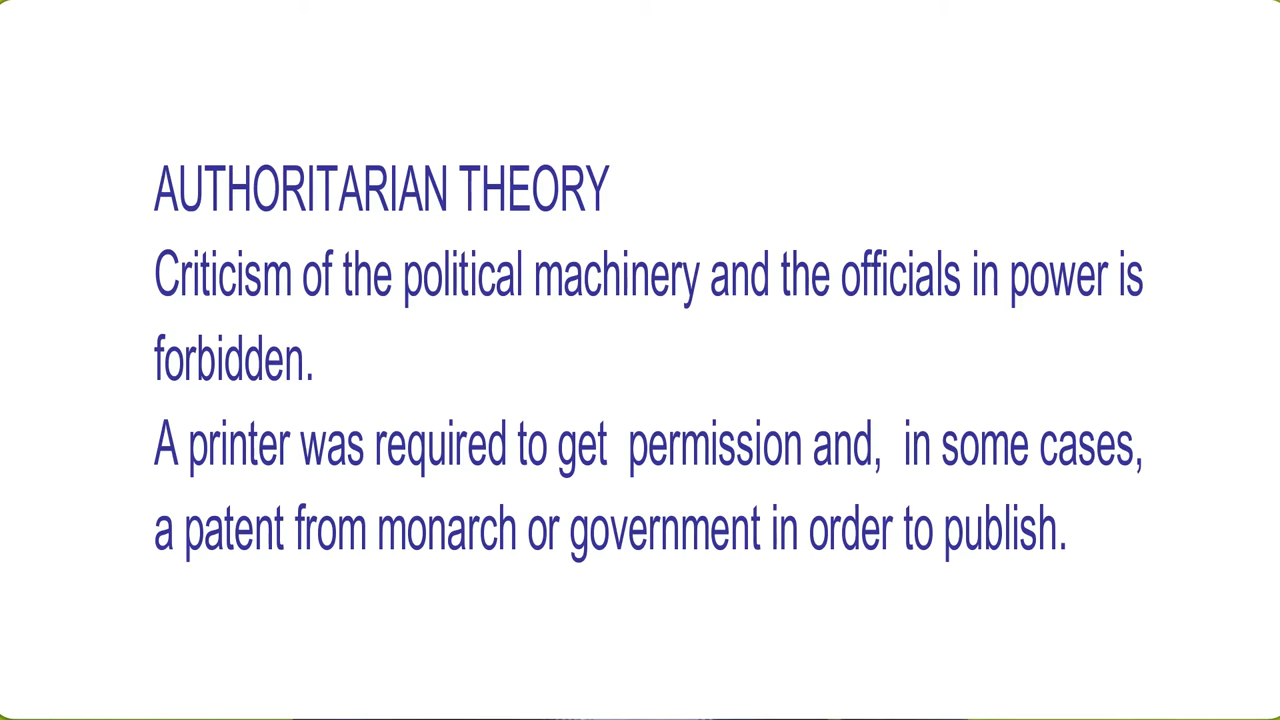 AUTHORITARIAN THEORY
Criticism of the political machinery and the officials in power is
forbidden.
A printer was required to get  permission and,  in some cases,
a patent from monarch or government in order to publish.